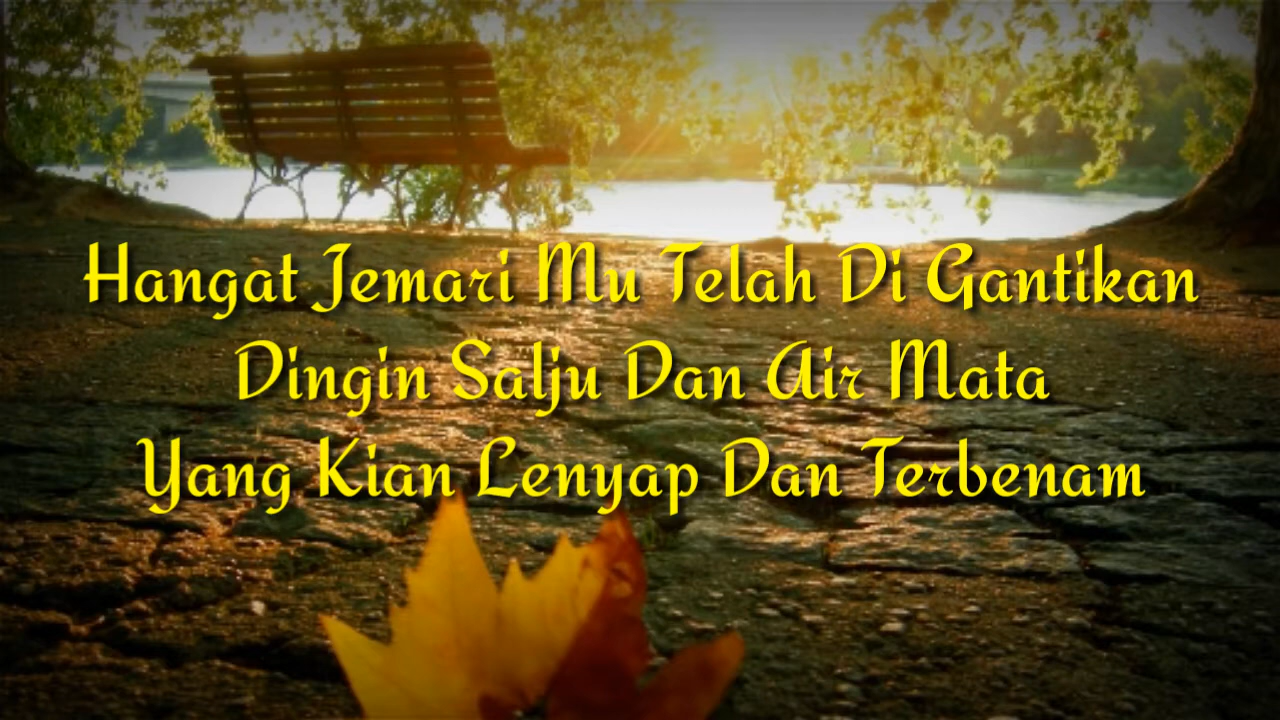 Hangat Jemari Mu Telah Di Gantikan
Dingin Salju Dan Air Mata
Yang Kian Lenyap Dan Terbenam